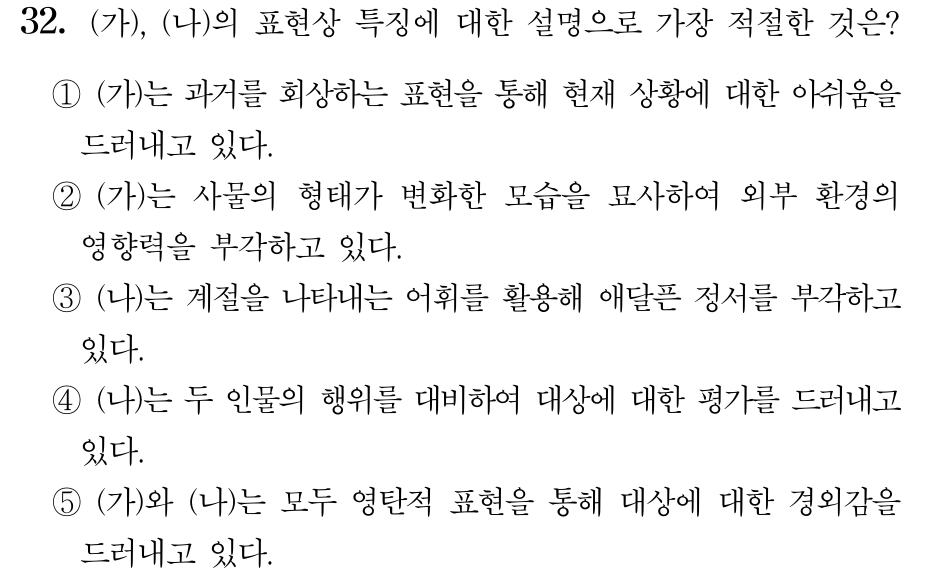 32. (가), (나)의 표현상 특징에 대한 설명으로 가장 적절한 것은?
① (가)는 과거를 회상하는 표현을 통해 현재 상황에 대한 아쉬움을
드러내고 있다.
② (가)는 사물의 형태가 변화한 모습을 묘사하여 외부 환경의
영향력을 부각하고 있다.
③ (나)는 계절을 나타내는 어휘를 활용해 애달픈 정서를 부각하고
있다.
④ (나)는 두 인물의 행위를 대비하여 대상에 대한 평가를 드러내고
있다.
⑤ (가)와 (나)는 모두 영탄적 표현을 통해 대상에 대한 경외감을
드러내고 있다.